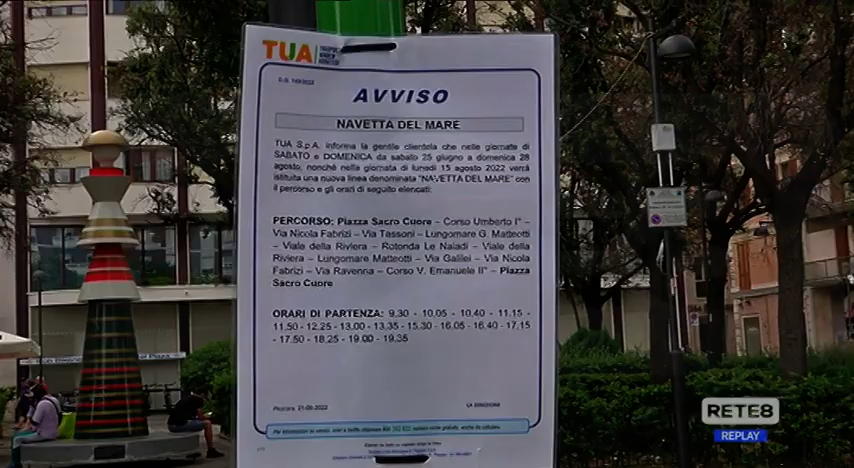 TUA
AVVISO
NAVETTA DEL MARE
TUA S.p.A. informa la gentile clientela che nelle giornate di
SABATO e DOMENICA da sabato 25 giugno a domenica 28
agosto, nonchè nella giornata di lunedì 15 agosto 2022 verrà
istituita una nuova linea denominata "NAVETTA DEL MARE" con
il percorso e gli orari di seguito elencati:
PERCORSO: Piazza Sacro Cuore – Corso Umberto I° –
Via Nicola Fabrizi – Via Tassoni – Lungomare G. Matteotti
– Viale della Riviera – Rotonda Le Naiadi – Viale della
Riviera – Lungomare Matteotti – Via Galilei – Via Nicola
Fabrizi – Via Ravenna – Corso V. Emanuele II° – Piazza
Sacro Cuore
ORARI DI PARTENZA: 9.30 - 10.05 - 10.40 - 11.15 -
11.50 - 12.25 - 13.00 - 13.35 - 15.30 - 16.05 - 16.40 - 17.15
- 17.50 - 18.25 - 19.00 - 19.35
Pescara, 21-06-2022
LA DIREZIONE
RETE8
REPLAY